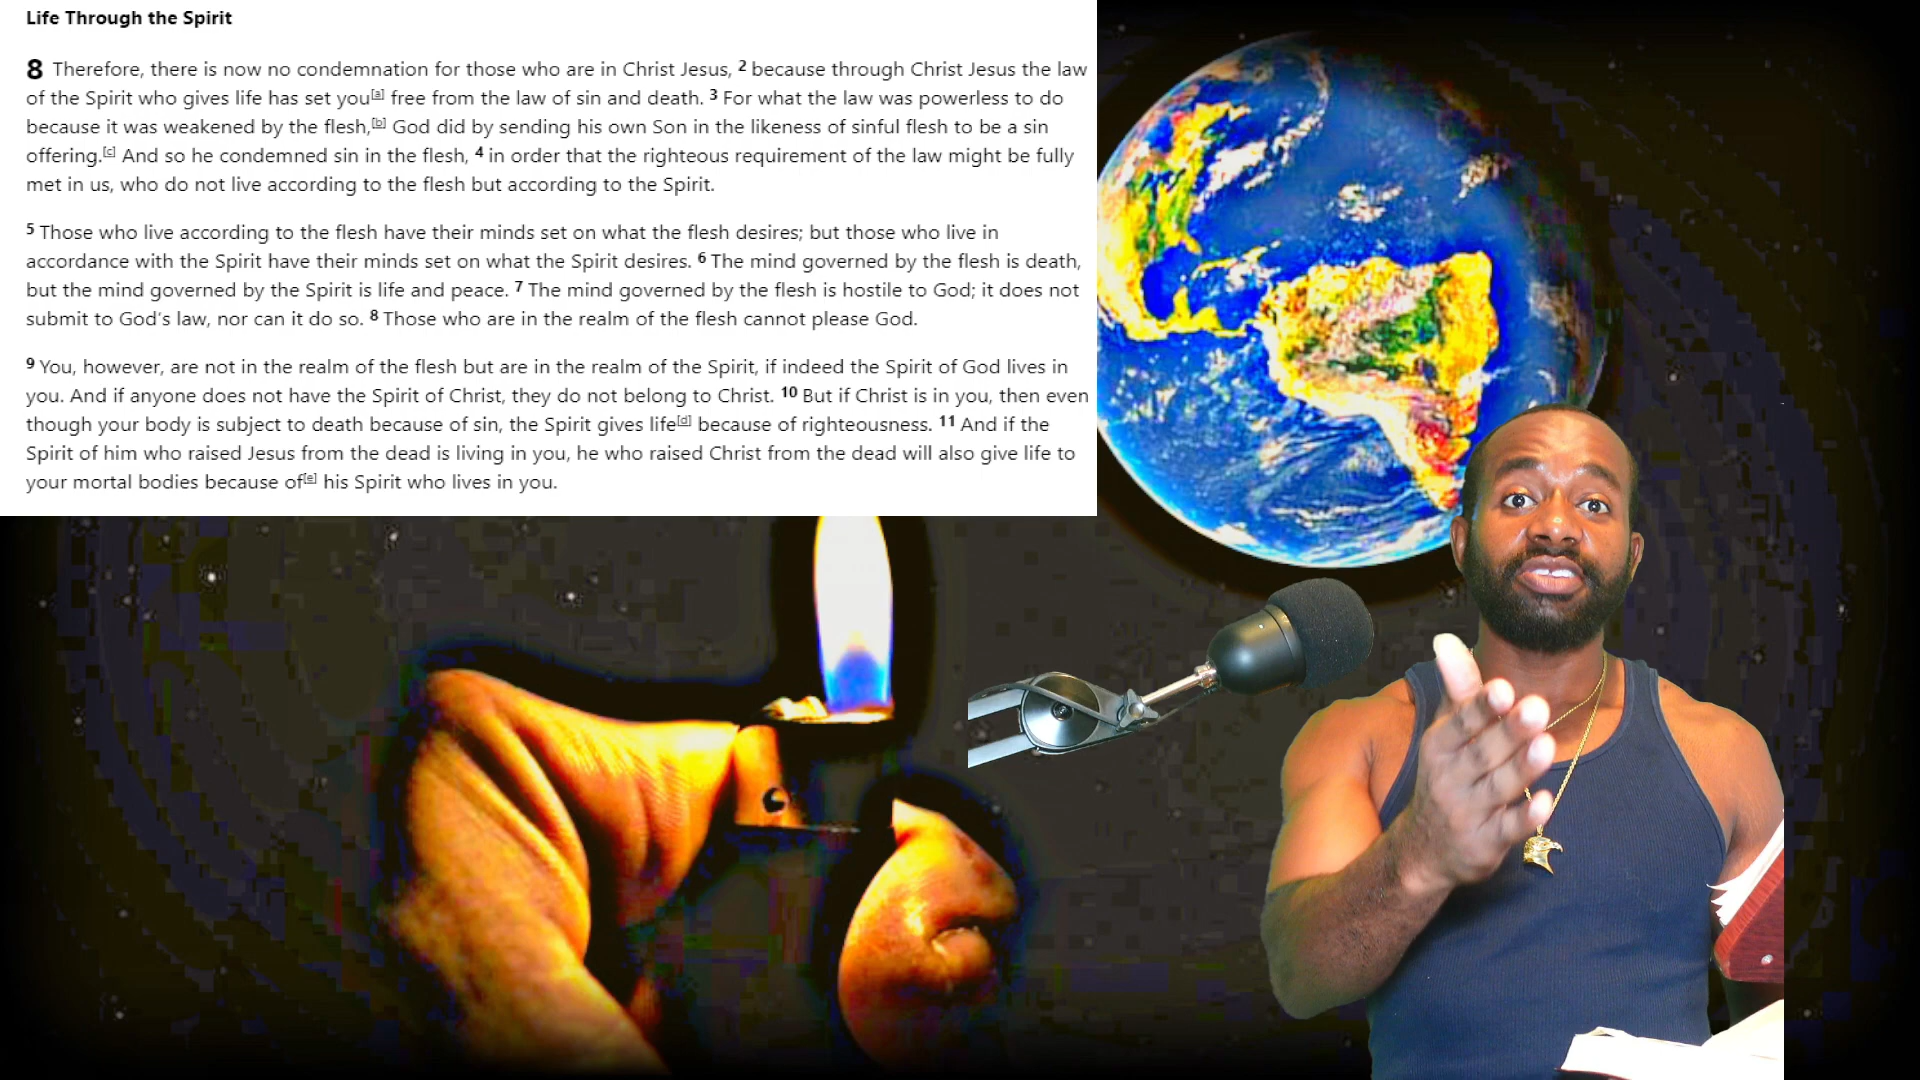 Life Through the Spirit
8 Therefore, there is now no condemnation for those who are in Christ Jesus, 2 because through Christ Jesus the law
of the Spirit who gives life has set you[a] free from the law of sin and death. 3 For what the law was powerless to do
because it was weakened by the flesh,[b] God did by sending his own Son in the likeness of sinful flesh to be a sin
offering.[c] And so he condemned sin in the flesh, 4 in order that the righteous requirement of the law might be fully
met in us, who do not live according to the flesh but according to the Spirit.
5 Those who live according to the flesh have their minds set on what the flesh desires; but those who live in
accordance with the Spirit have their minds set on what the Spirit desires. 6 The mind governed by the flesh is death,
but the mind governed by the Spirit is life and peace. 7 The mind governed by the flesh is hostile to God; it does not
submit to God's law, nor can it do so. 8 Those who are in the realm of the flesh cannot please God.
9 You, however, are not in the realm of the flesh but are in the realm of the Spirit, if indeed the Spirit of God lives in
you. And if anyone does not have the Spirit of Christ, they do not belong to Christ. 10 But if Christ is in you, then even
though your body is subject to death because of sin, the Spirit gives life[d] because of righteousness. 11 And if the
Spirit of him who raised Jesus from the dead is living in you, he who raised Christ from the dead will also give life to
your mortal bodies because of[e] his Spirit who lives in you.